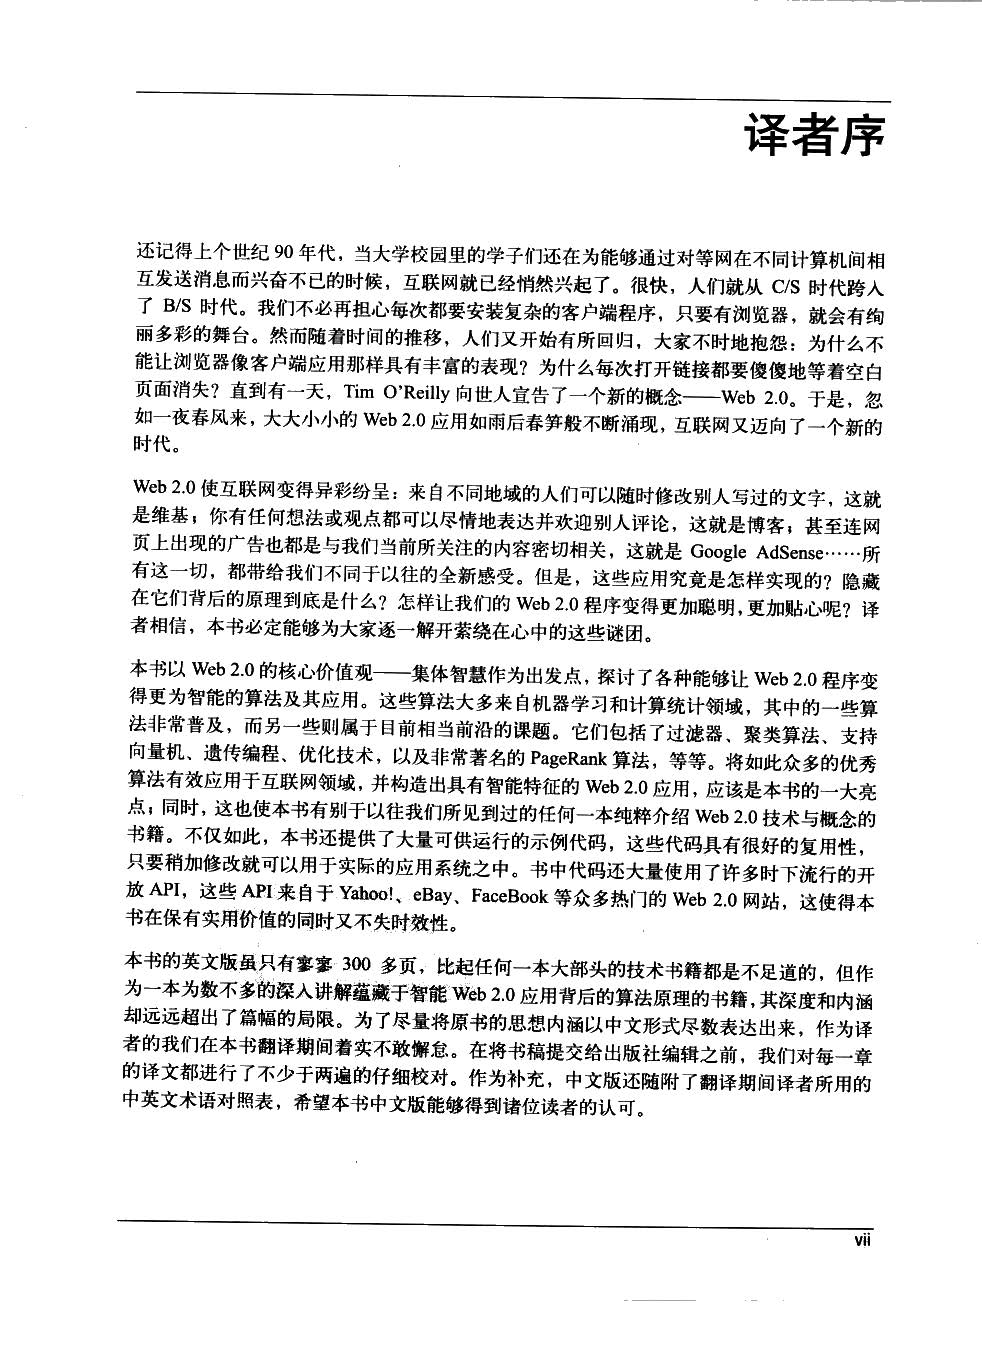 译者序
还记得上个世纪 90 年代，当大学校园里的学子们还在为能够通过对等网在不同计算机间相
互发送消息而兴奋不已的时候，互联网就已经悄然兴起了。很快，人们就从 C/S 时代跨入
了 B/S 时代。我们不必再担心每次都要安装复杂的客户端程序，只要有浏览器，就会有绚
丽多彩的舞台。然而随着时间的推移，人们又开始有所回归，大家不时地抱怨：为什么不
能让浏览器像客户端应用那样具有丰富的表现？为什么每次打开链接都要傻傻地等着空白
页面消失？直到有一天，Tim O'Reilly 向世人宣告了一个新的概念——Web 2.0。于是，忽
如一夜春风来，大大小小的 Web 2.0 应用如雨后春笋般不断涌现，互联网又迈向了一个新的
时代。
Web 2.0 使互联网变得异彩纷呈：来自不同地域的人们可以随时修改别人写过的文字，这就
是维基；你有任何想法或观点都可以尽情地表达并欢迎别人评论，这就是博客；甚至连网
页上出现的广告也都是与我们当前所关注的内容密切相关，这就是 Google AdSense……所
有这一切，都带给我们不同于以往的全新感受。但是，这些应用究竟是怎样实现的？隐藏
在它们背后的原理到底是什么？怎样让我们的 Web 2.0 程序变得更加聪明，更加贴心呢？译
者相信，本书必定能够为大家逐一解开萦绕在心中的这些谜团。
本书以 Web 2.0 的核心价值观——集体智慧作为出发点，探讨了各种能够让 Web 2.0 程序变
得更为智能的算法及其应用。这些算法大多来自机器学习和计算统计领域，其中的一些算
法非常普及，而另一些则属于目前相当前沿的课题。它们包括了过滤器、聚类算法、支持
向量机、遗传编程、优化技术，以及非常著名的 PageRank 算法，等等。将如此众多的优秀
算法有效应用于互联网领域，并构造出具有智能特征的 Web 2.0 应用，应该是本书的一大亮
点；同时，这也使本书有别于以往我们所见到过的任何一本纯粹介绍 Web 2.0 技术与概念的
书籍。不仅如此，本书还提供了大量可供运行的示例代码，这些代码具有很好的复用性，
只要稍加修改就可以用于实际的应用系统之中。书中代码还大量使用了许多时下流行的开
放 API，这些 API 来自于 Yahoo!、eBay、FaceBook 等众多热门的 Web 2.0 网站，这使得本
书在保有实用价值的同时又不失时效性。
本书的英文版虽只有寥寥 300 多页，比起任何一本大部头的技术书籍都是不足道的，但作
为一本为数不多的深入讲解蕴藏于智能 Web 2.0 应用背后的算法原理的书籍，其深度和内涵
却远远超出了篇幅的局限。为了尽量将原书的思想内涵以中文形式尽数表达出来，作为译
者的我们在本书翻译期间着实不敢懈怠。在将书稿提交给出版社编辑之前，我们对每一章
的译文都进行了不少于两遍的仔细校对。作为补充，中文版还随附了翻译期间译者所用的
中英文术语对照表，希望本书中文版能够得到诸位读者的认可。
vii